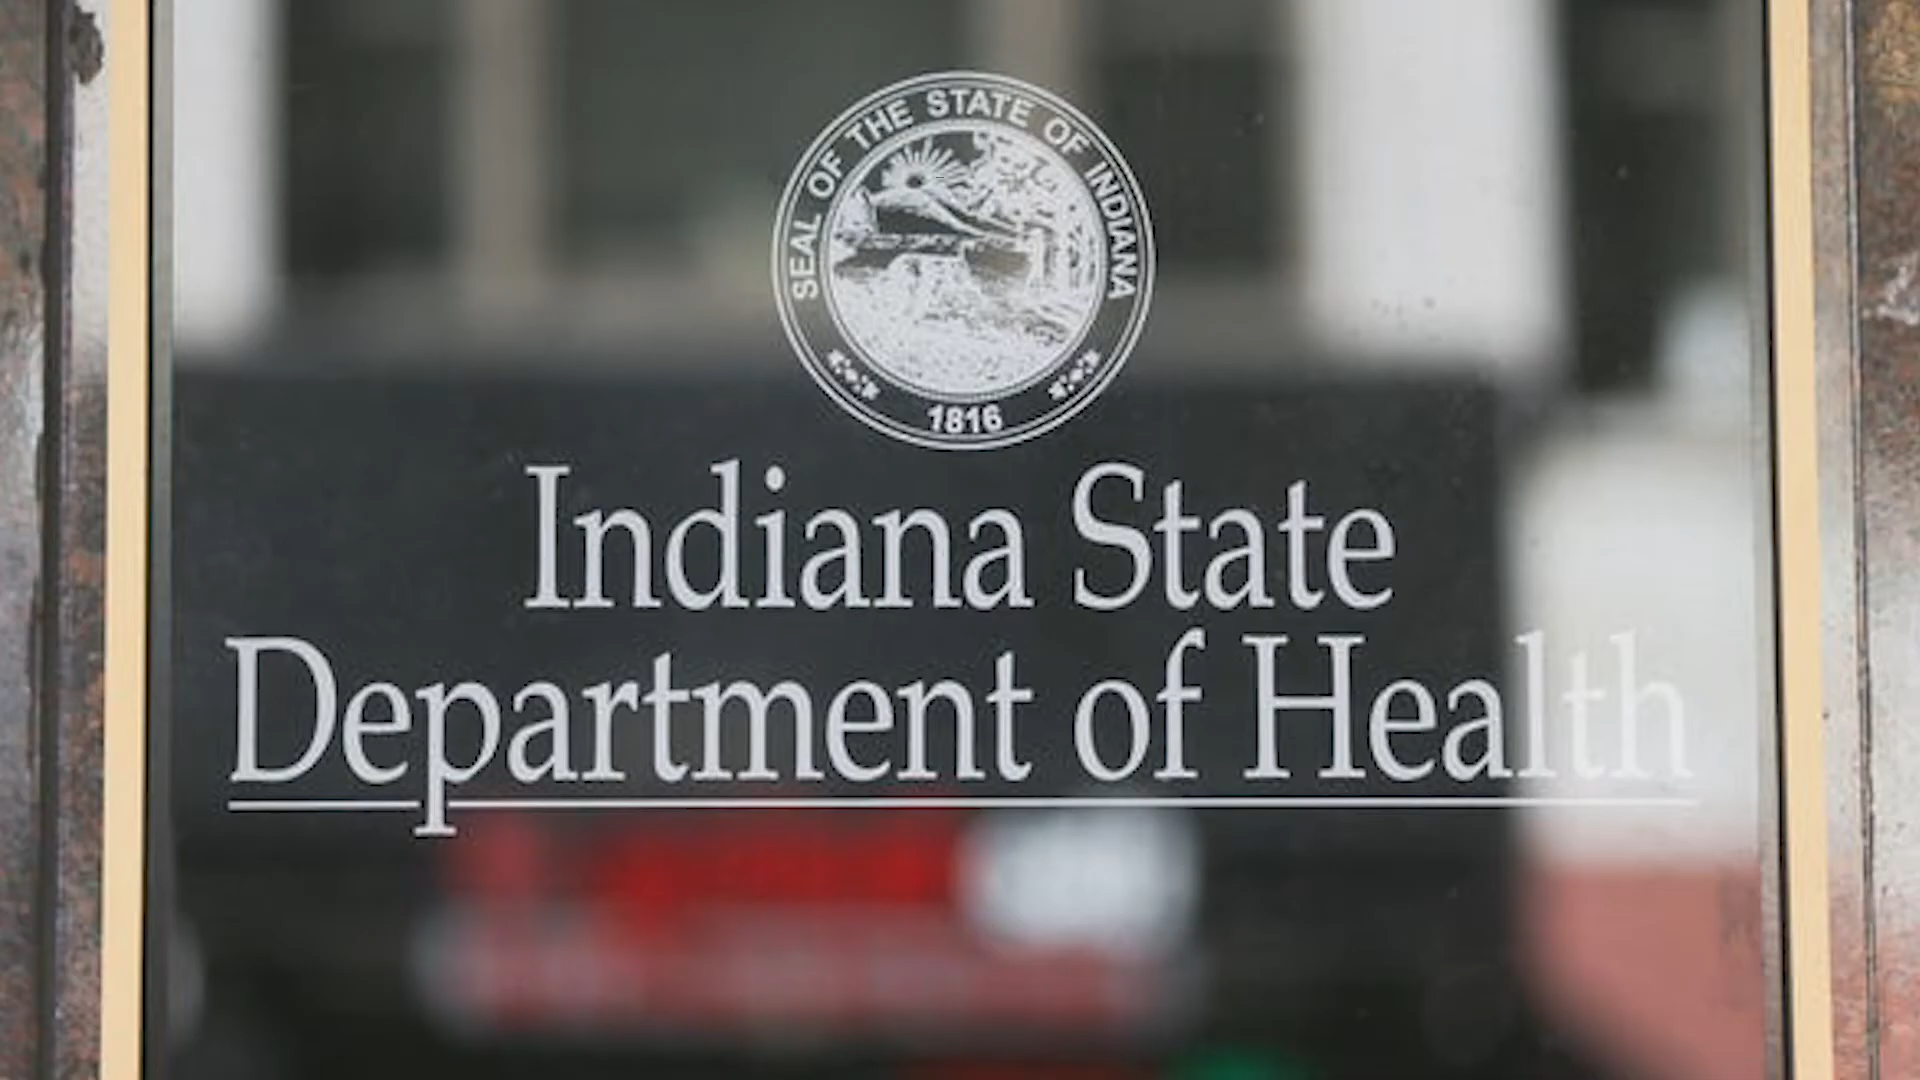 SEAL OF THE STATE OF INDIANA
1816
Indiana State
Department of Health